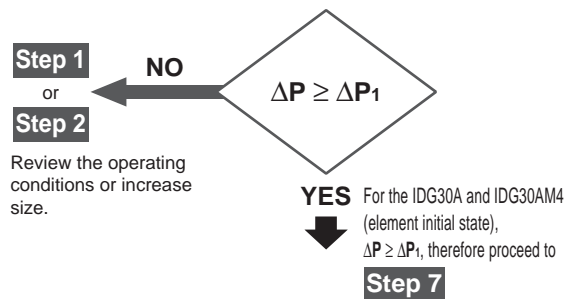 Step 1
or
Step 2
NO
Review the operating
conditions or increase
size.
ΔP ≥ ΔP1
YES
For the IDG30A and IDG30AM4
(element initial state),
ΔP ≥ ΔP1, therefore proceed to
Step 7